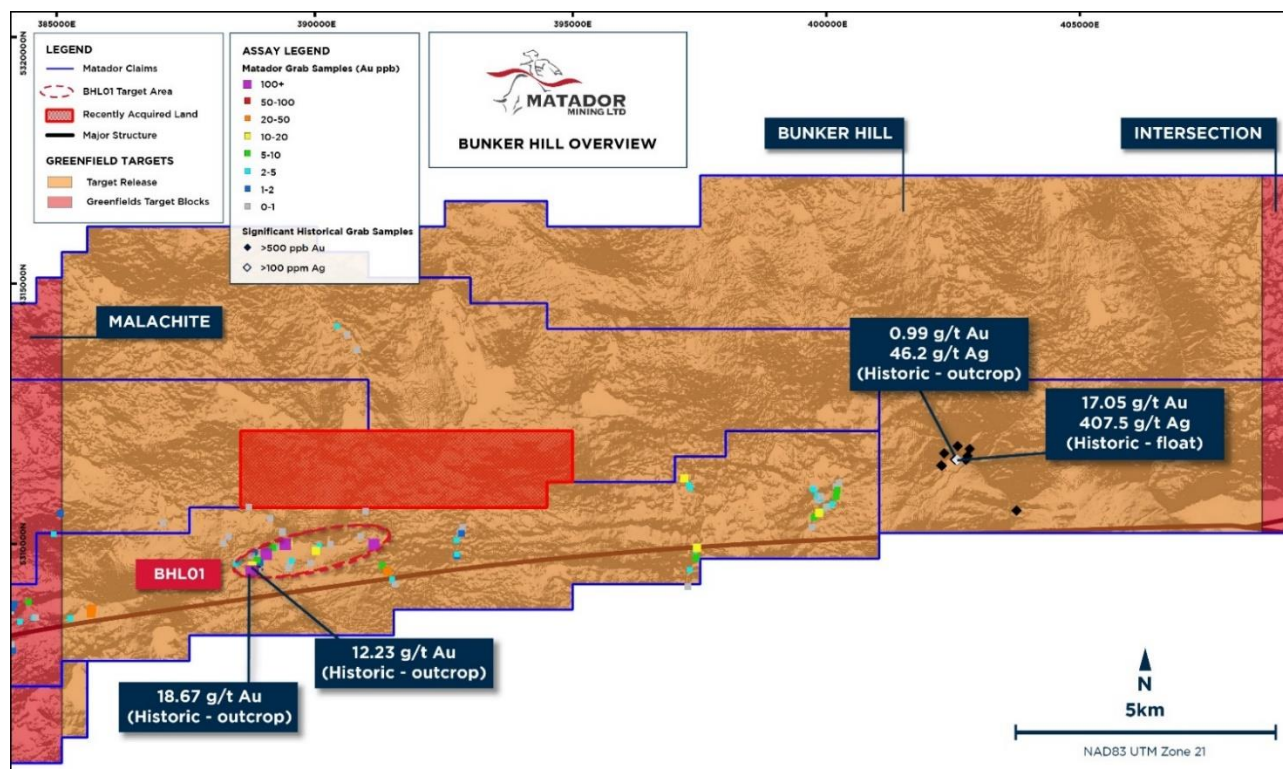 385000E
390000E
395000E
400000E
405000E
5320000N
5315000N
5310000N
LEGEND
Matador Claims
BHL01 Target Area
Recently Acquired Land
Major Structure
GREENFIELD TARGETS
Target Release
Greenfields Target Blocks
ASSAY LEGEND
Matador Grab Samples (Au ppb)
100+
50-100
20-50
10-20
5-10
2-5
1-2
0-1
Significant Historical Grab Samples
>500 ppb Au
>100 ppm Ag
MATADOR
MINING LTD
BUNKER HILL OVERVIEW
BUNKER HILL
INTERSECTION
MALACHITE
0.99 g/t Au
46.2 g/t Ag
(Historic - outcrop)
17.05 g/t Au
407.5 g/t Ag
(Historic - float)
BHL01
12.23 g/t Au
(Historic - outcrop)
18.67 g/t Au
(Historic - outcrop)
N
5km
NAD83 UTM Zone 21